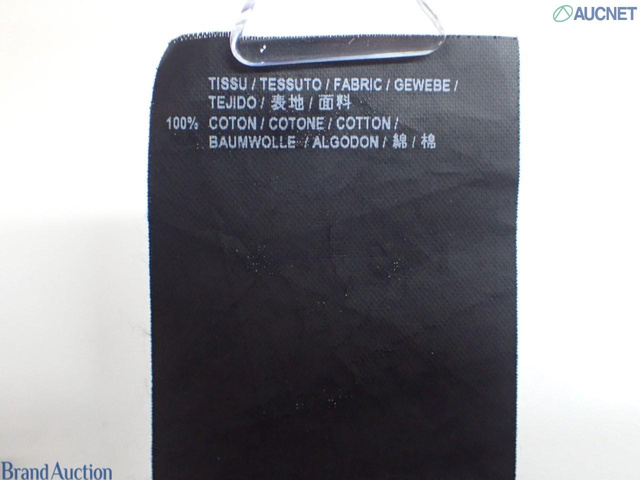 AUCNET
TISSU / TESSUTO / FABRIC / GEWEBE /
TEJIDO / 表地 / 面料
100% COTON / COTONE / COTTON /
BAUMWOLLE / ALGODON / 綿 / 棉
Brand Auction